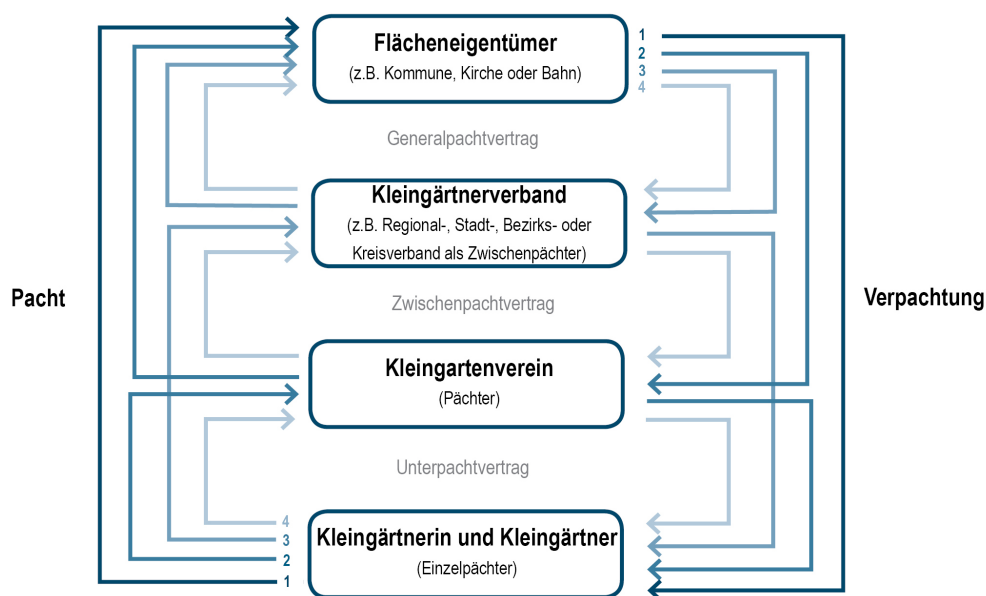 Flächeneigentümer
(z.B. Kommune, Kirche oder Bahn)
1
2
3
4
Generalpachtvertrag
Kleingärtnerverband
(z.B. Regional-, Stadt-, Bezirks- oder
Kreisverband als Zwischenpächter)
Pacht
Zwischenpachtvertrag
Verpachtung
Kleingartenverein
(Pächter)
Unterpachtvertrag
4
3
2
1
Kleingärtnerin und Kleingärtner
(Einzelpächter)